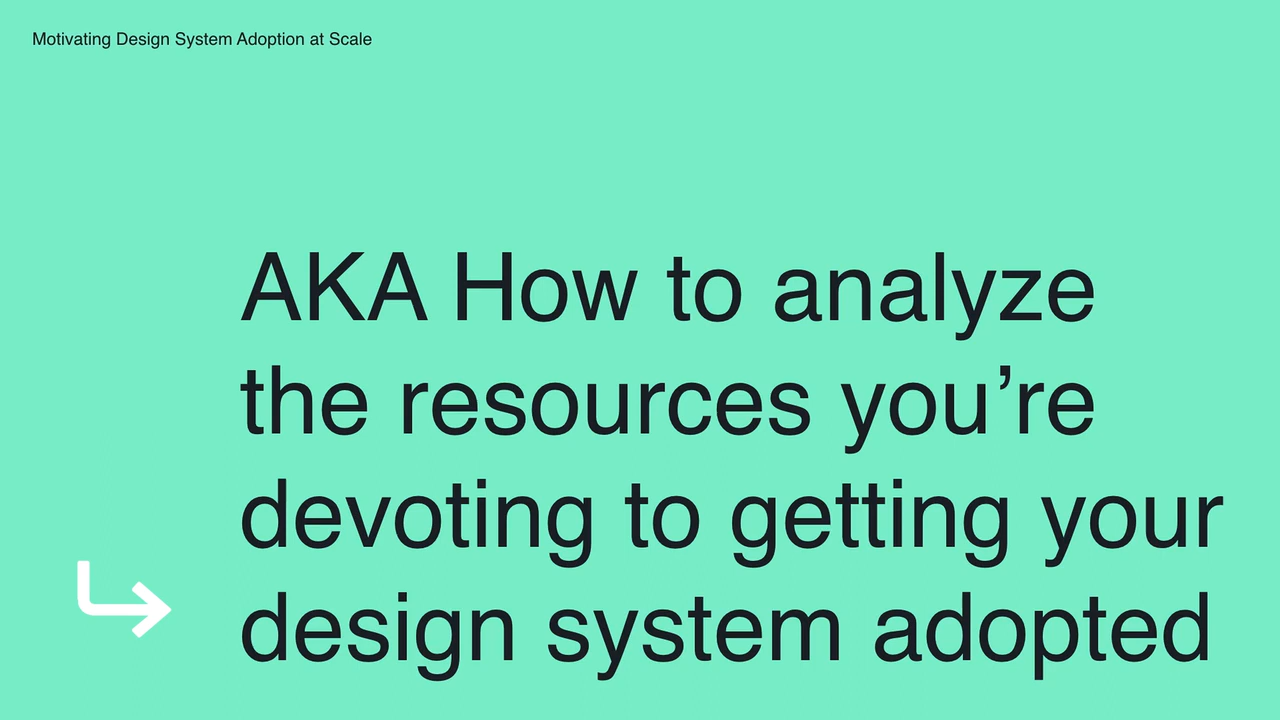 Motivating Design System Adoption at Scale
AKA How to analyze
the resources you’re
devoting to getting your
design system adopted